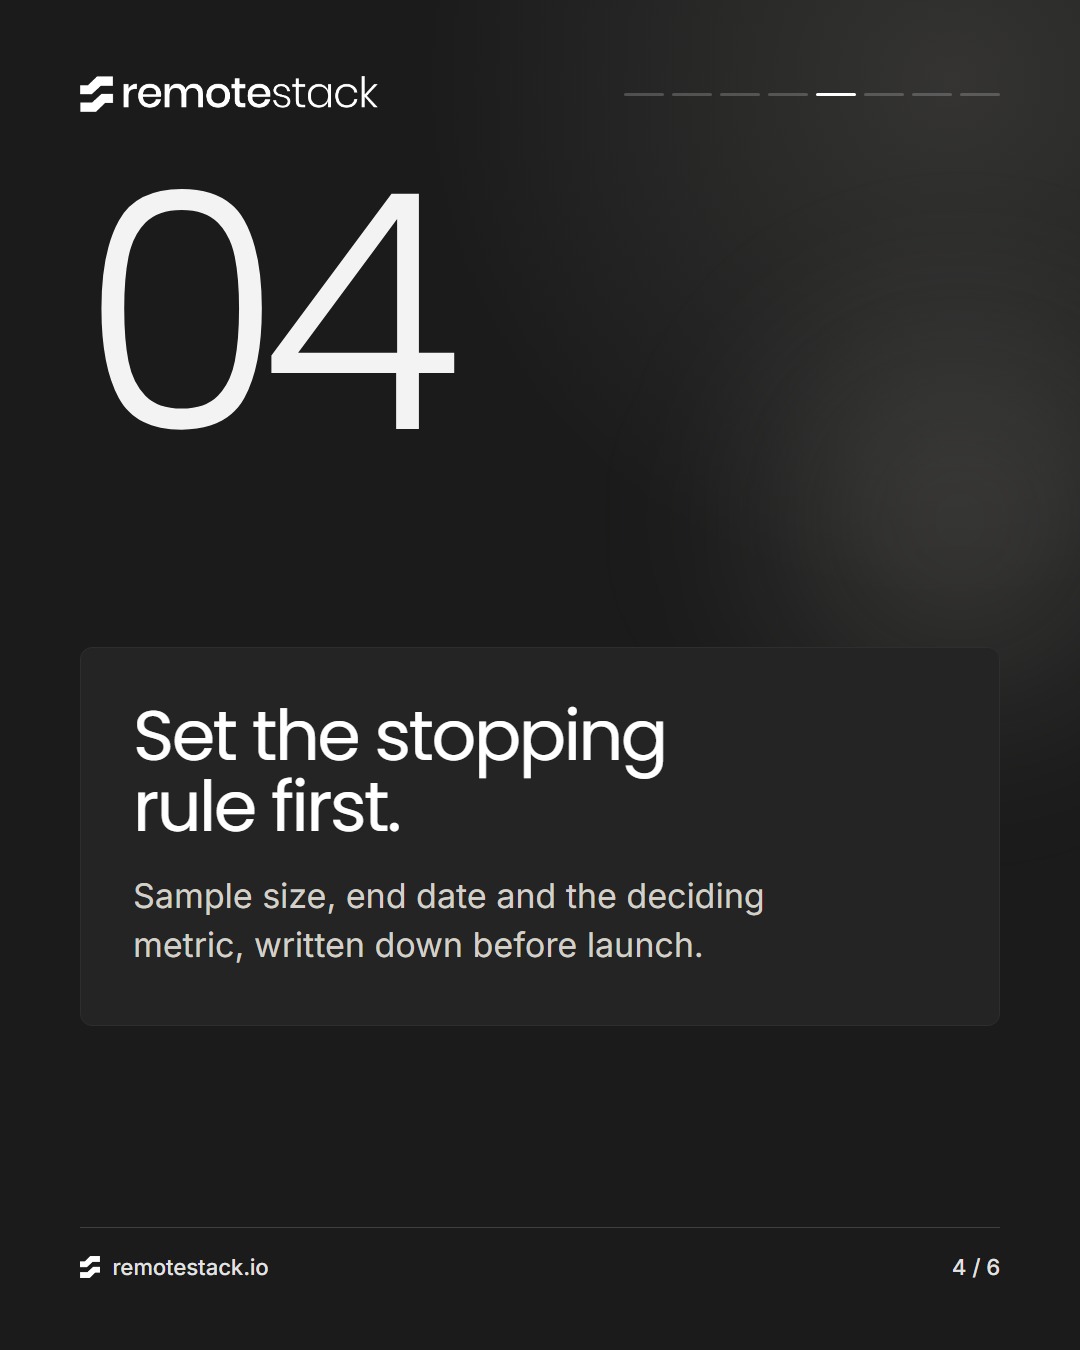 remotestack
04
Set the stopping
rule first.
Sample size, end date and the deciding
metric, written down before launch.
remotestack.io
4 / 6